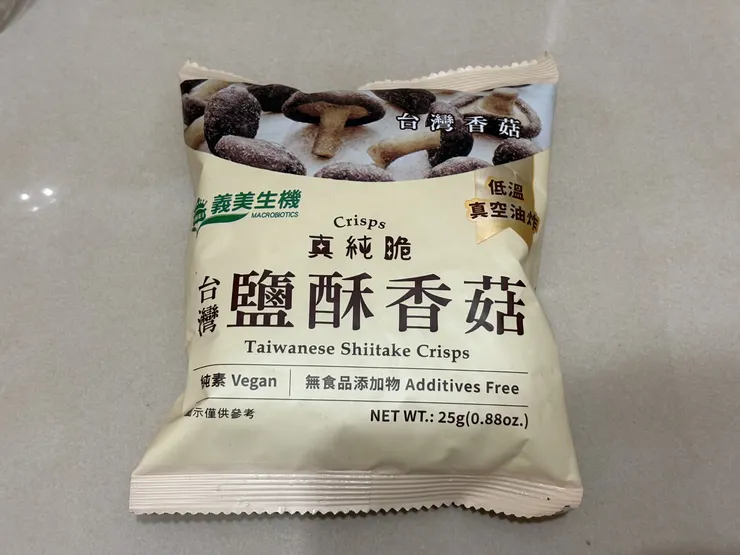 台灣香菇
低溫
真空油炸
義美生機
MACROBIOTICS
Crisps
真純脆
台灣
鹽酥香菇
Taiwanese Shiitake Crisps
純素 Vegan | 無食品添加物 Additives Free
示僅供參考
NET WT.: 25g(0.88oz.)